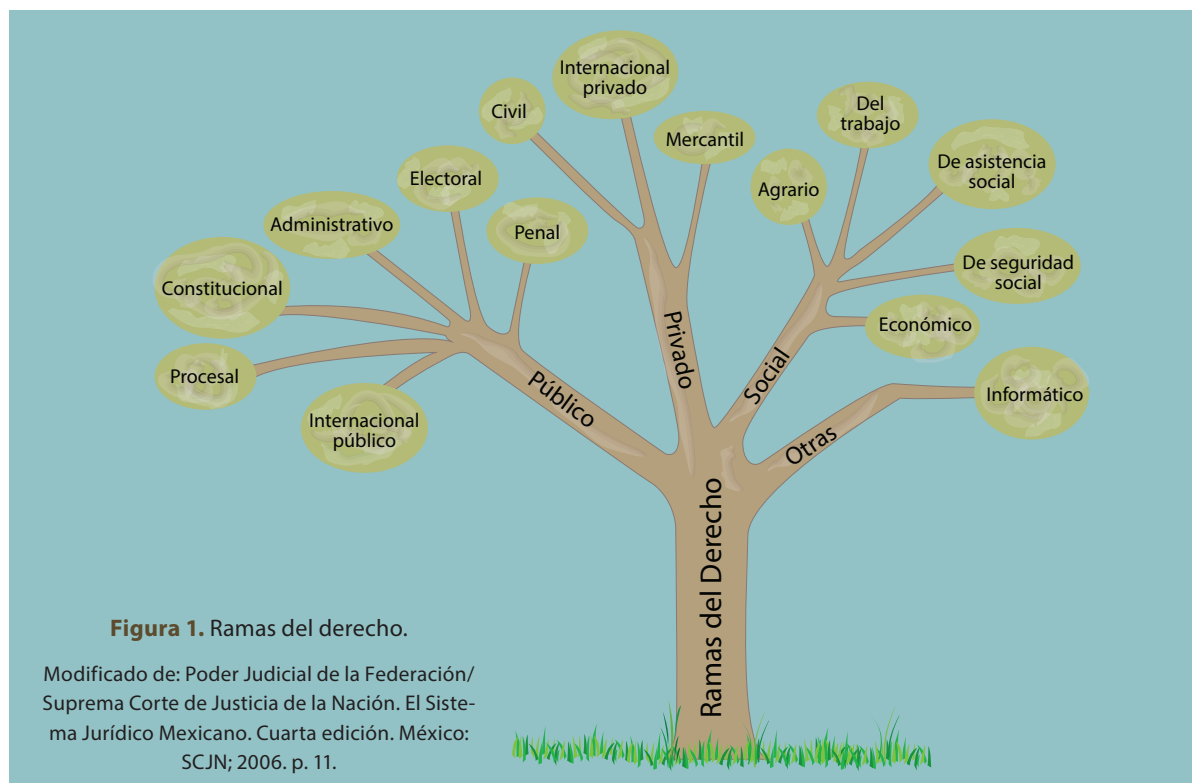 Internacional
privado
Civil
Mercantil
Del
trabajo
De asistencia
social
Agrario
Electoral
Administrativo
Penal
Constitucional
De seguridad
social
Económico
Procesal
Internacional
público
Informático
Público
Privado
Social
Otras
Ramas del Derecho
Figura 1. Ramas del derecho.
Modificado de: Poder Judicial de la Federación/
Suprema Corte de Justicia de la Nación. El Siste-
ma Jurídico Mexicano. Cuarta edición. México:
SCJN; 2006. p. 11.